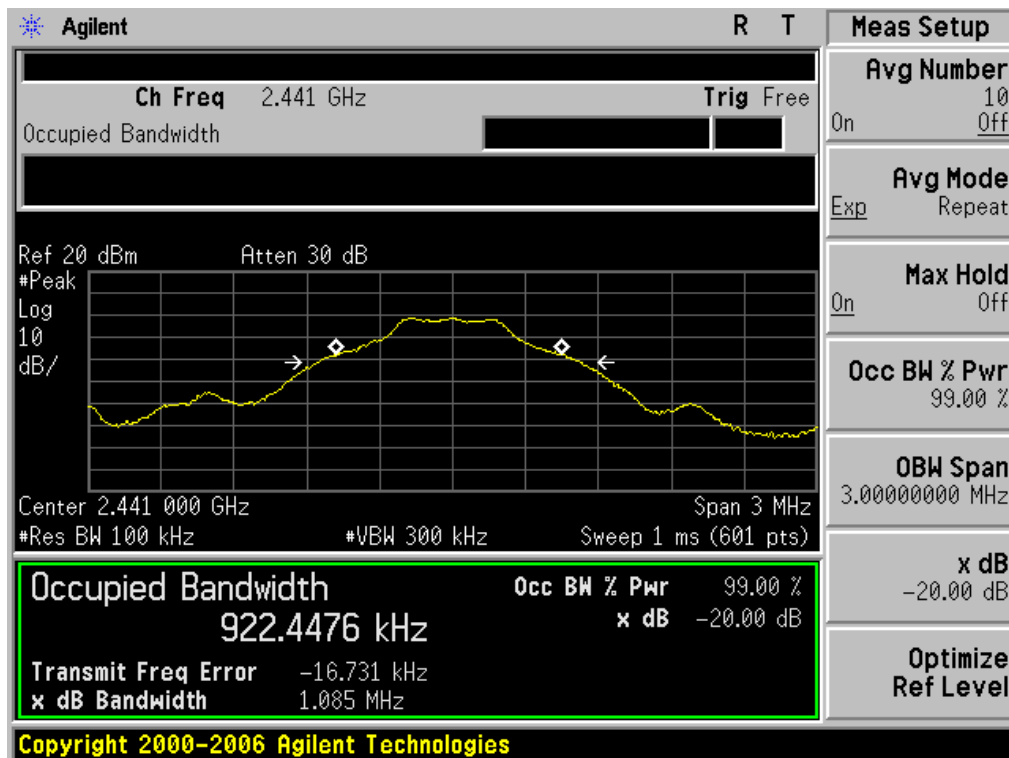 Agilent R T Meas Setup
Ch Freq 2.441 GHz Trig Free
Occupied Bandwidth
Avg Number
10
On Off
Avg Mode
Exp Repeat
Max Hold
On Off
Occ BW % Pwr
99.00 %
OBW Span
3.00000000 MHz
x dB
-20.00 dB
Optimize
Ref Level
Ref 20 dBm Atten 30 dB
#Peak
Log
10
dB/
Center 2.441 000 GHz Span 3 MHz
#Res BW 100 kHz #VBW 300 kHz Sweep 1 ms (601 pts)
Occupied Bandwidth Occ BW % Pwr 99.00 %
922.4476 kHz x dB -20.00 dB
Transmit Freq Error -16.731 kHz
x dB Bandwidth 1.085 MHz
Copyright 2000-2006 Agilent Technologies